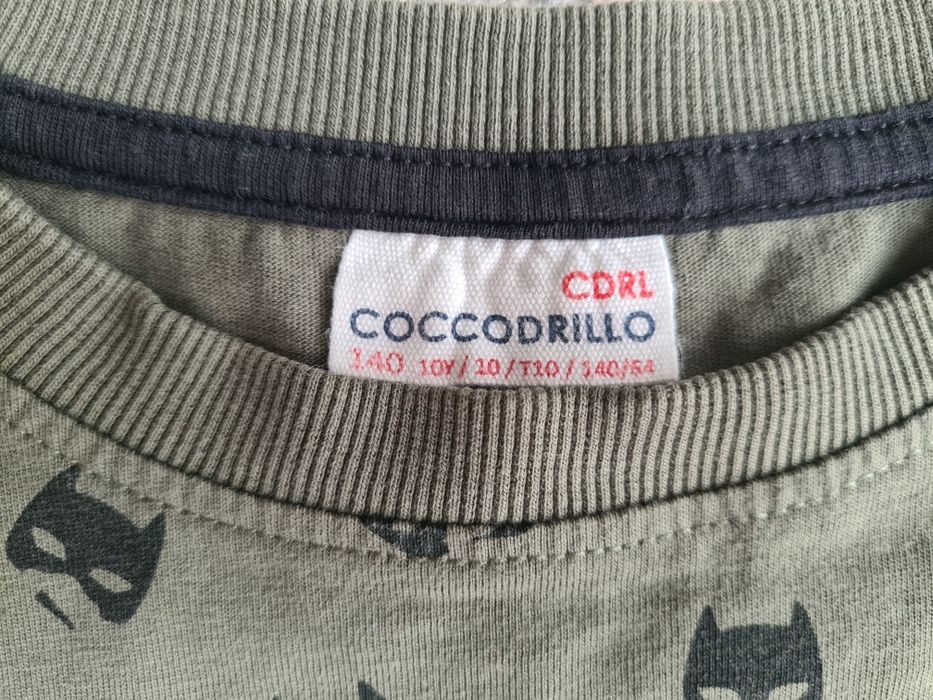 CDRL
COCCODRILLO
140 10Y / 10 / T10 / 140/64